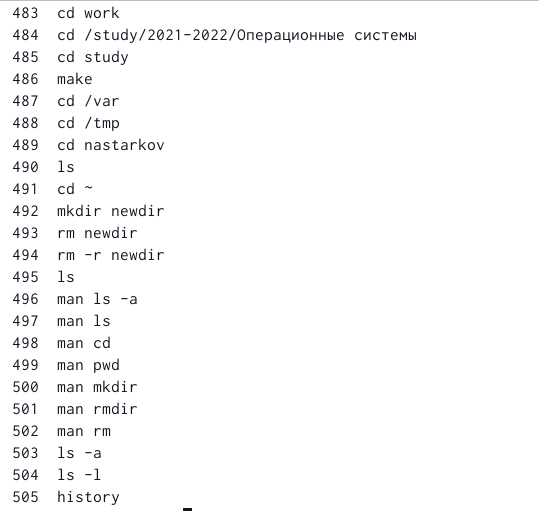 483 cd work
484 cd /study/2021-2022/Операционные системы
485 cd study
486 make
487 cd /var
488 cd /tmp
489 cd nastarkov
490 ls
491 cd ~
492 mkdir newdir
493 rm newdir
494 rm -r newdir
495 ls
496 man ls -a
497 man ls
498 man cd
499 man pwd
500 man mkdir
501 man rmdir
502 man rm
503 ls -a
504 ls -l
505 history